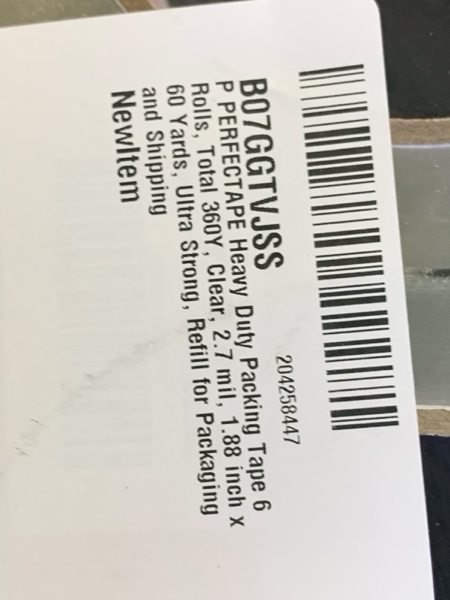 204258447
B07GGTVJSS
P PERFECTAPE Heavy Duty Packing Tape 6
Rolls, Total 360Y, Clear, 2.7 mil, 1.88 inch x
60 Yards, Ultra Strong, Refill for Packaging
and Shipping
NewItem